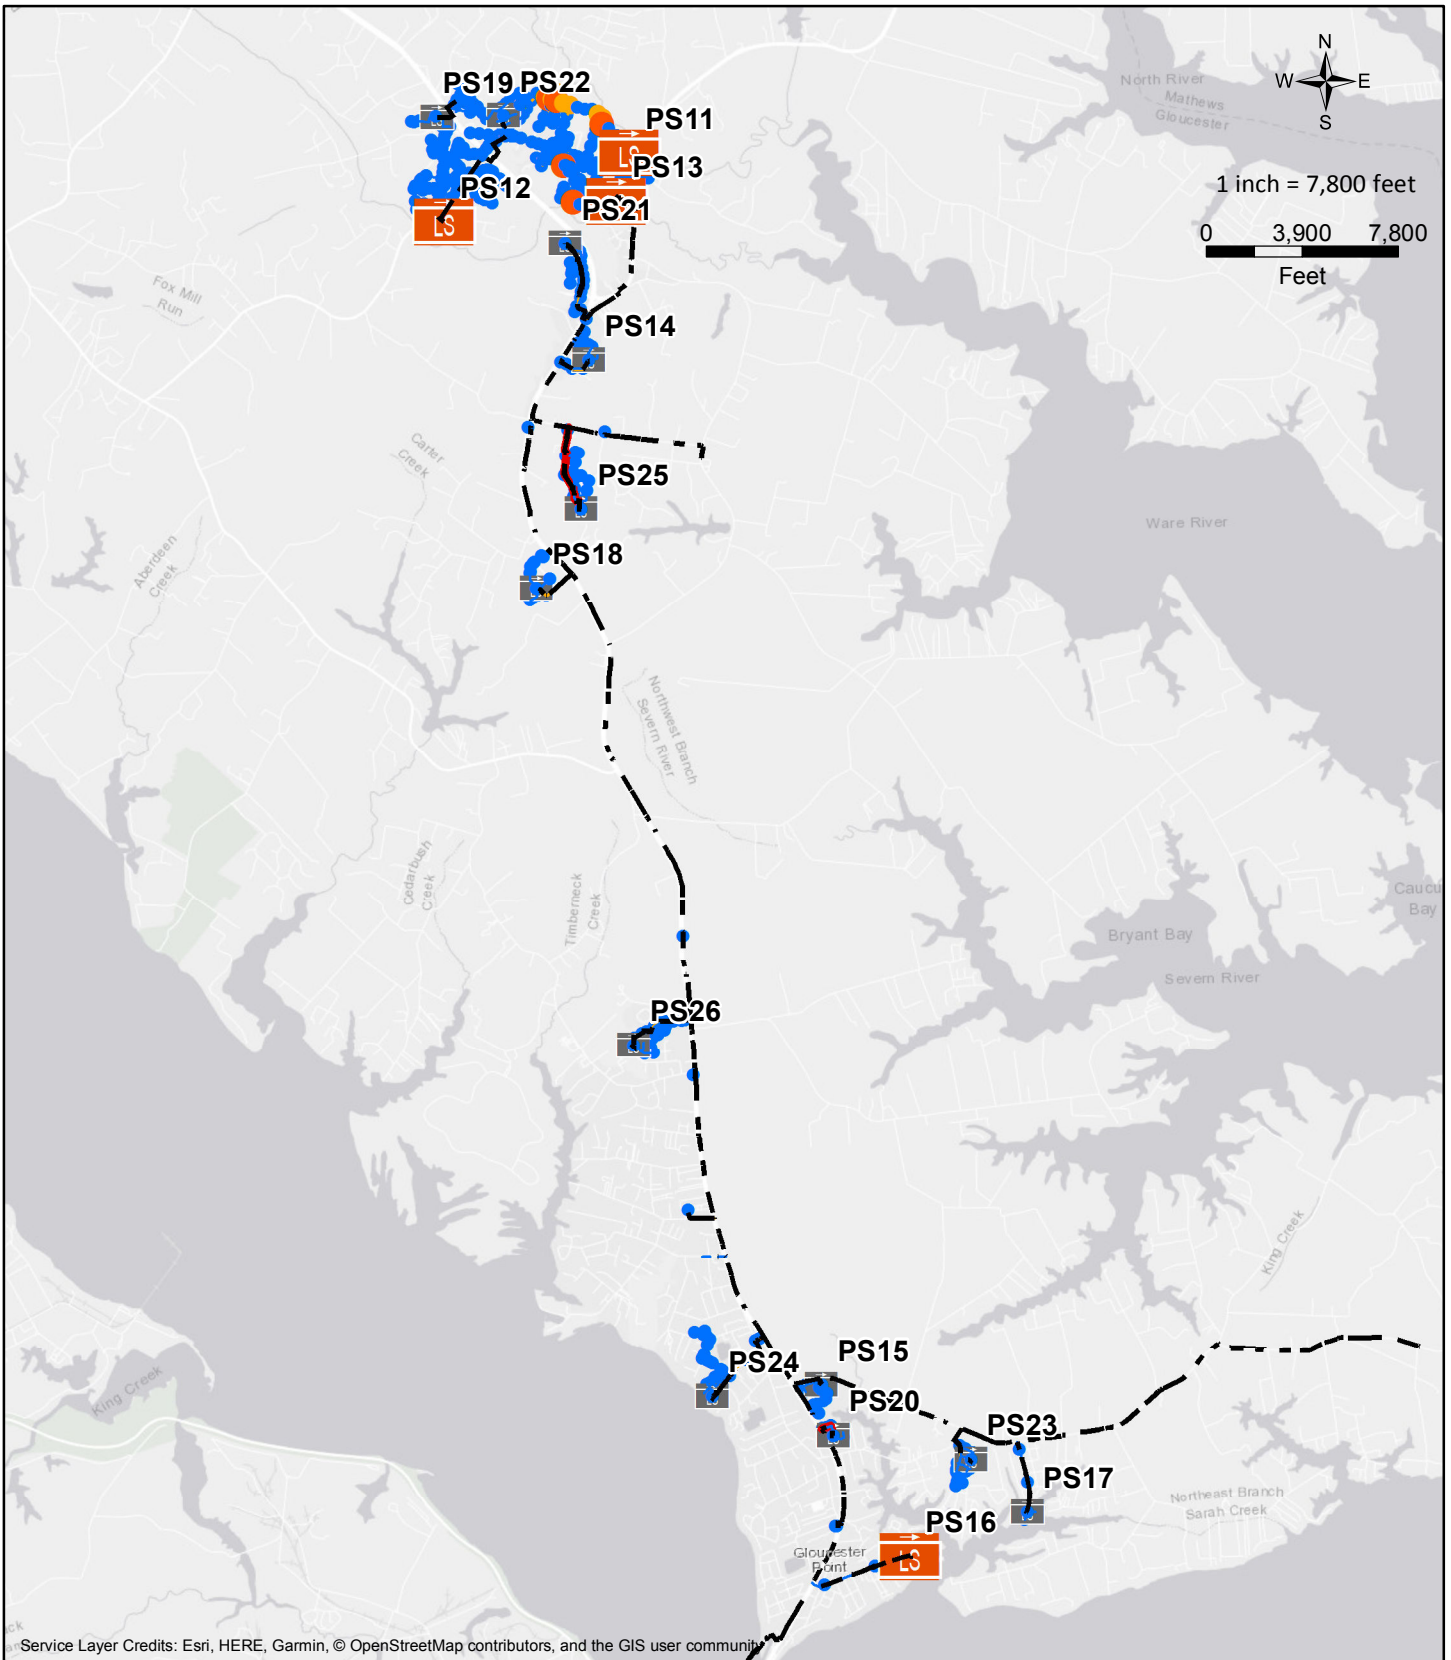 N
W E
S
North River
Mathews
Gloucester
1 inch = 7,800 feet
0 3,900 7,800
Feet
PS19 PS22
PS11
LS
PS13
PS12
LS
PS21
Fox Mill
Run
PS14
Carter
Creek
PS25
Ware River
Aberdeen
Creek
PS18
Northwest Branch
Severn River
Cedarbush
Creek
Timberneck
Creek
Bryant Bay
Severn River
Bay
PS26
King Creek
PS15
PS24
King Creek
PS20
PS23
PS17
Northeast Branch
Sarah Creek
PS16
LS
Gloucester
Point
Service Layer Credits: Esri, HERE, Garmin, © OpenStreetMap contributors, and the GIS user community